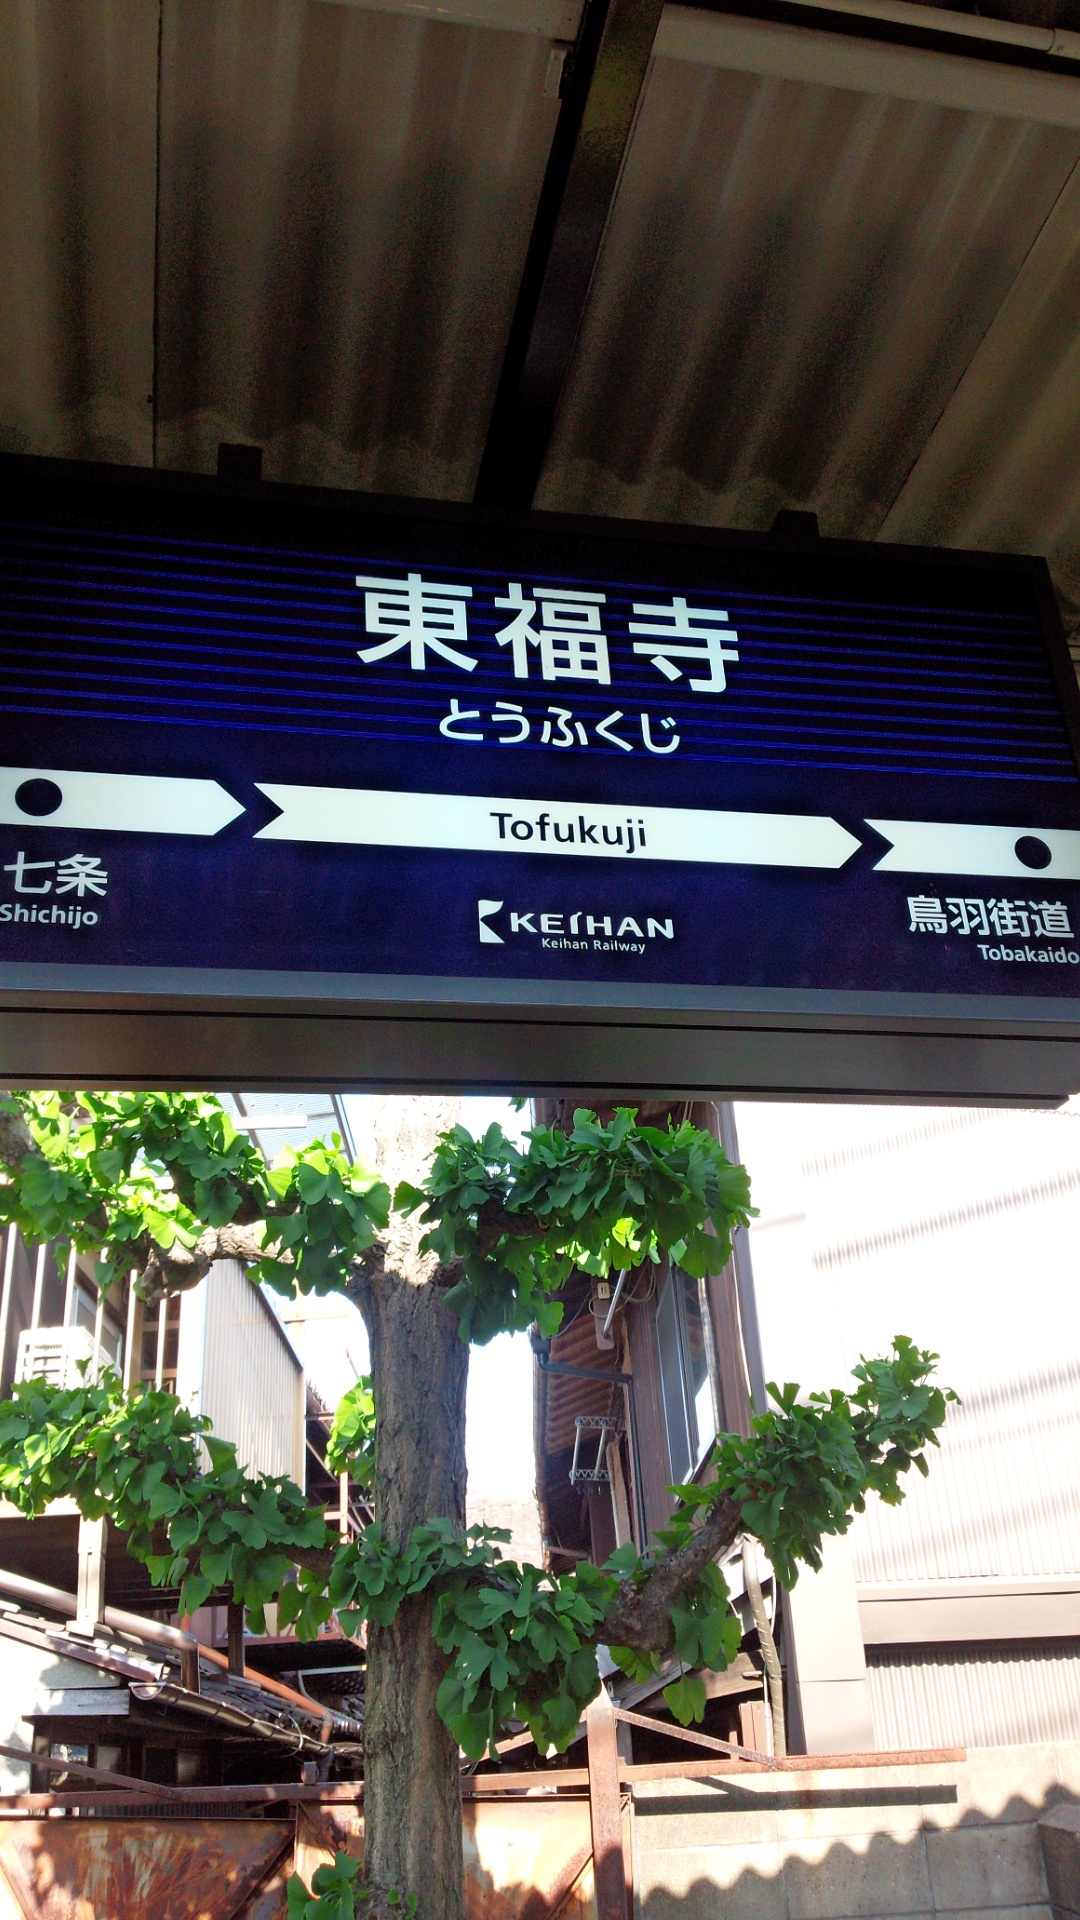 東福寺
とうふくじ
Tofukuji
七条
Shichijo
KEIHAN
Keihan Railway
鳥羽街道
Tobakaido